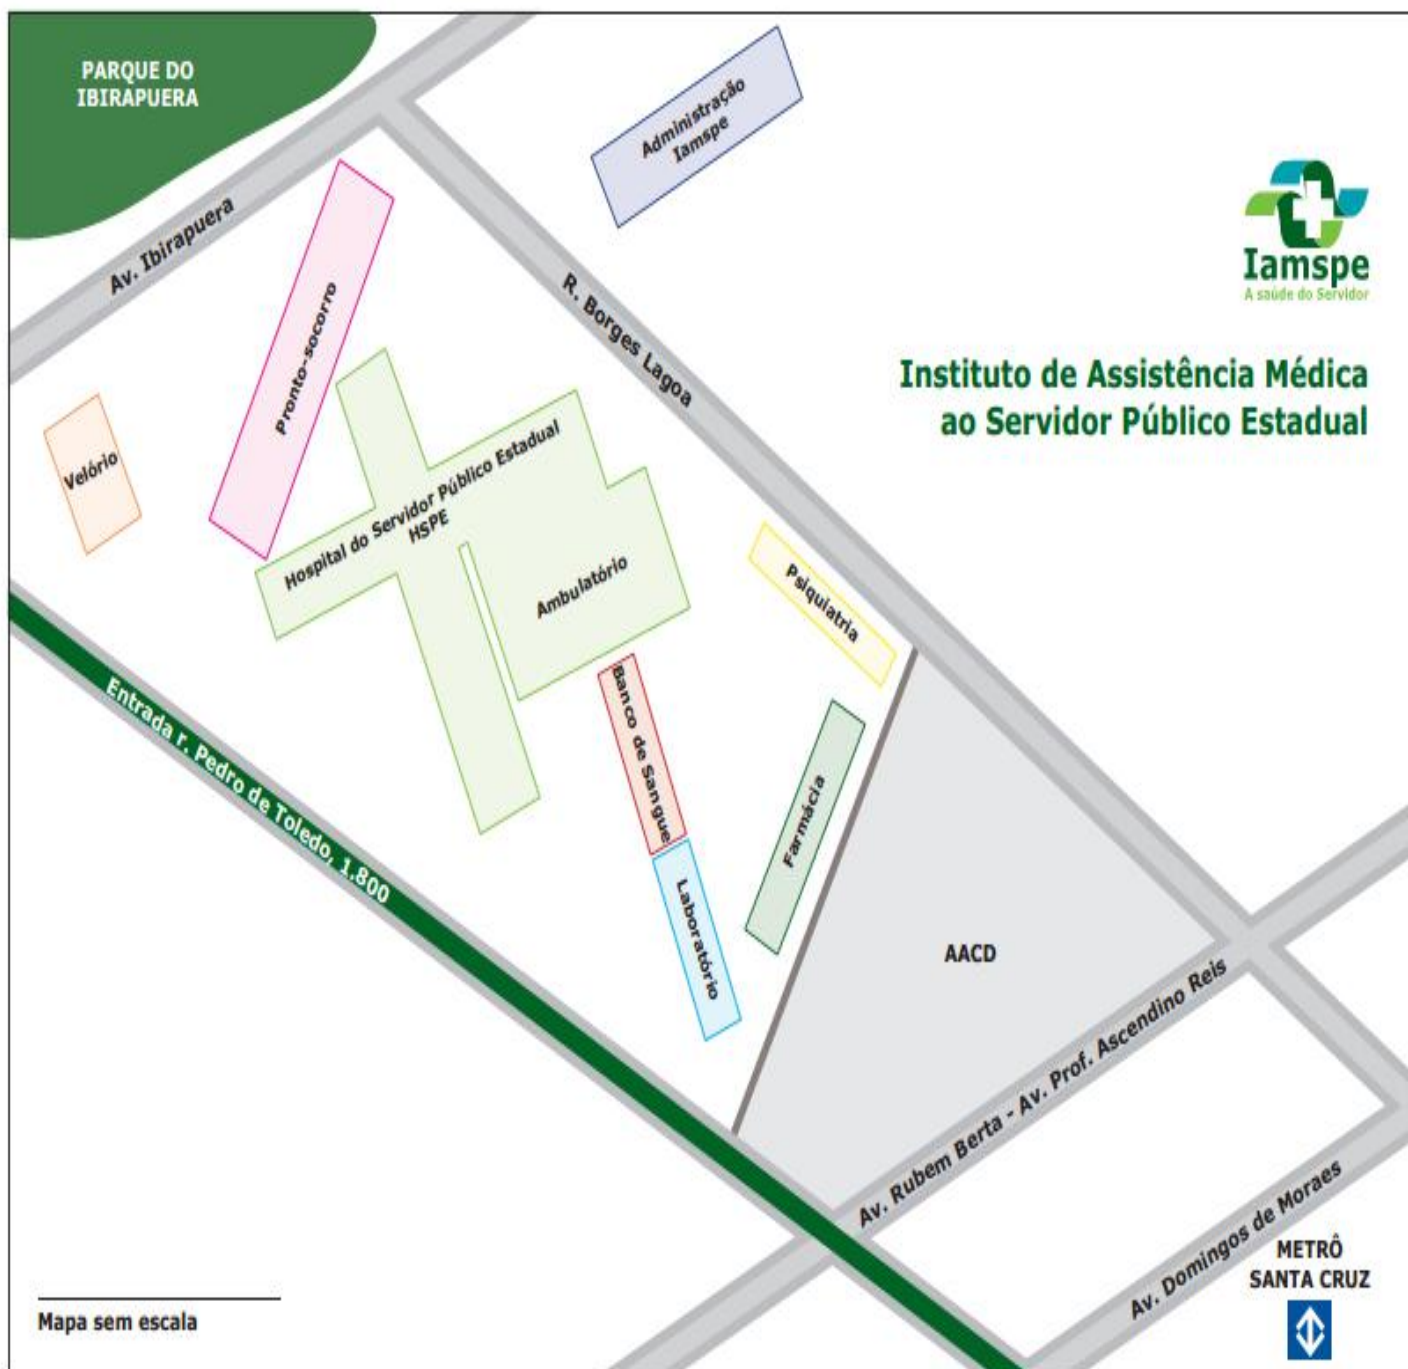 PARQUE DO
IBIRAPUERA
Administração
Iamspe
Av. Ibirapuera
Iamspe
A saúde do Servidor
Pronto-socorro
R. Borges Lagoa
Instituto de Assistência Médica
ao Servidor Público Estadual
Velório
Hospital do Servidor Público Estadual
HSPE
Ambulatório
Psiquiatria
Banco de Sangue
Entrada r. Pedro de Toledo, 1.800
Farmácia
Laboratório
AACD
Av. Rubem Berta - Av. Prof. Ascendino Reis
Av. Domingos de Moraes
METRÔ
SANTA CRUZ
Mapa sem escala